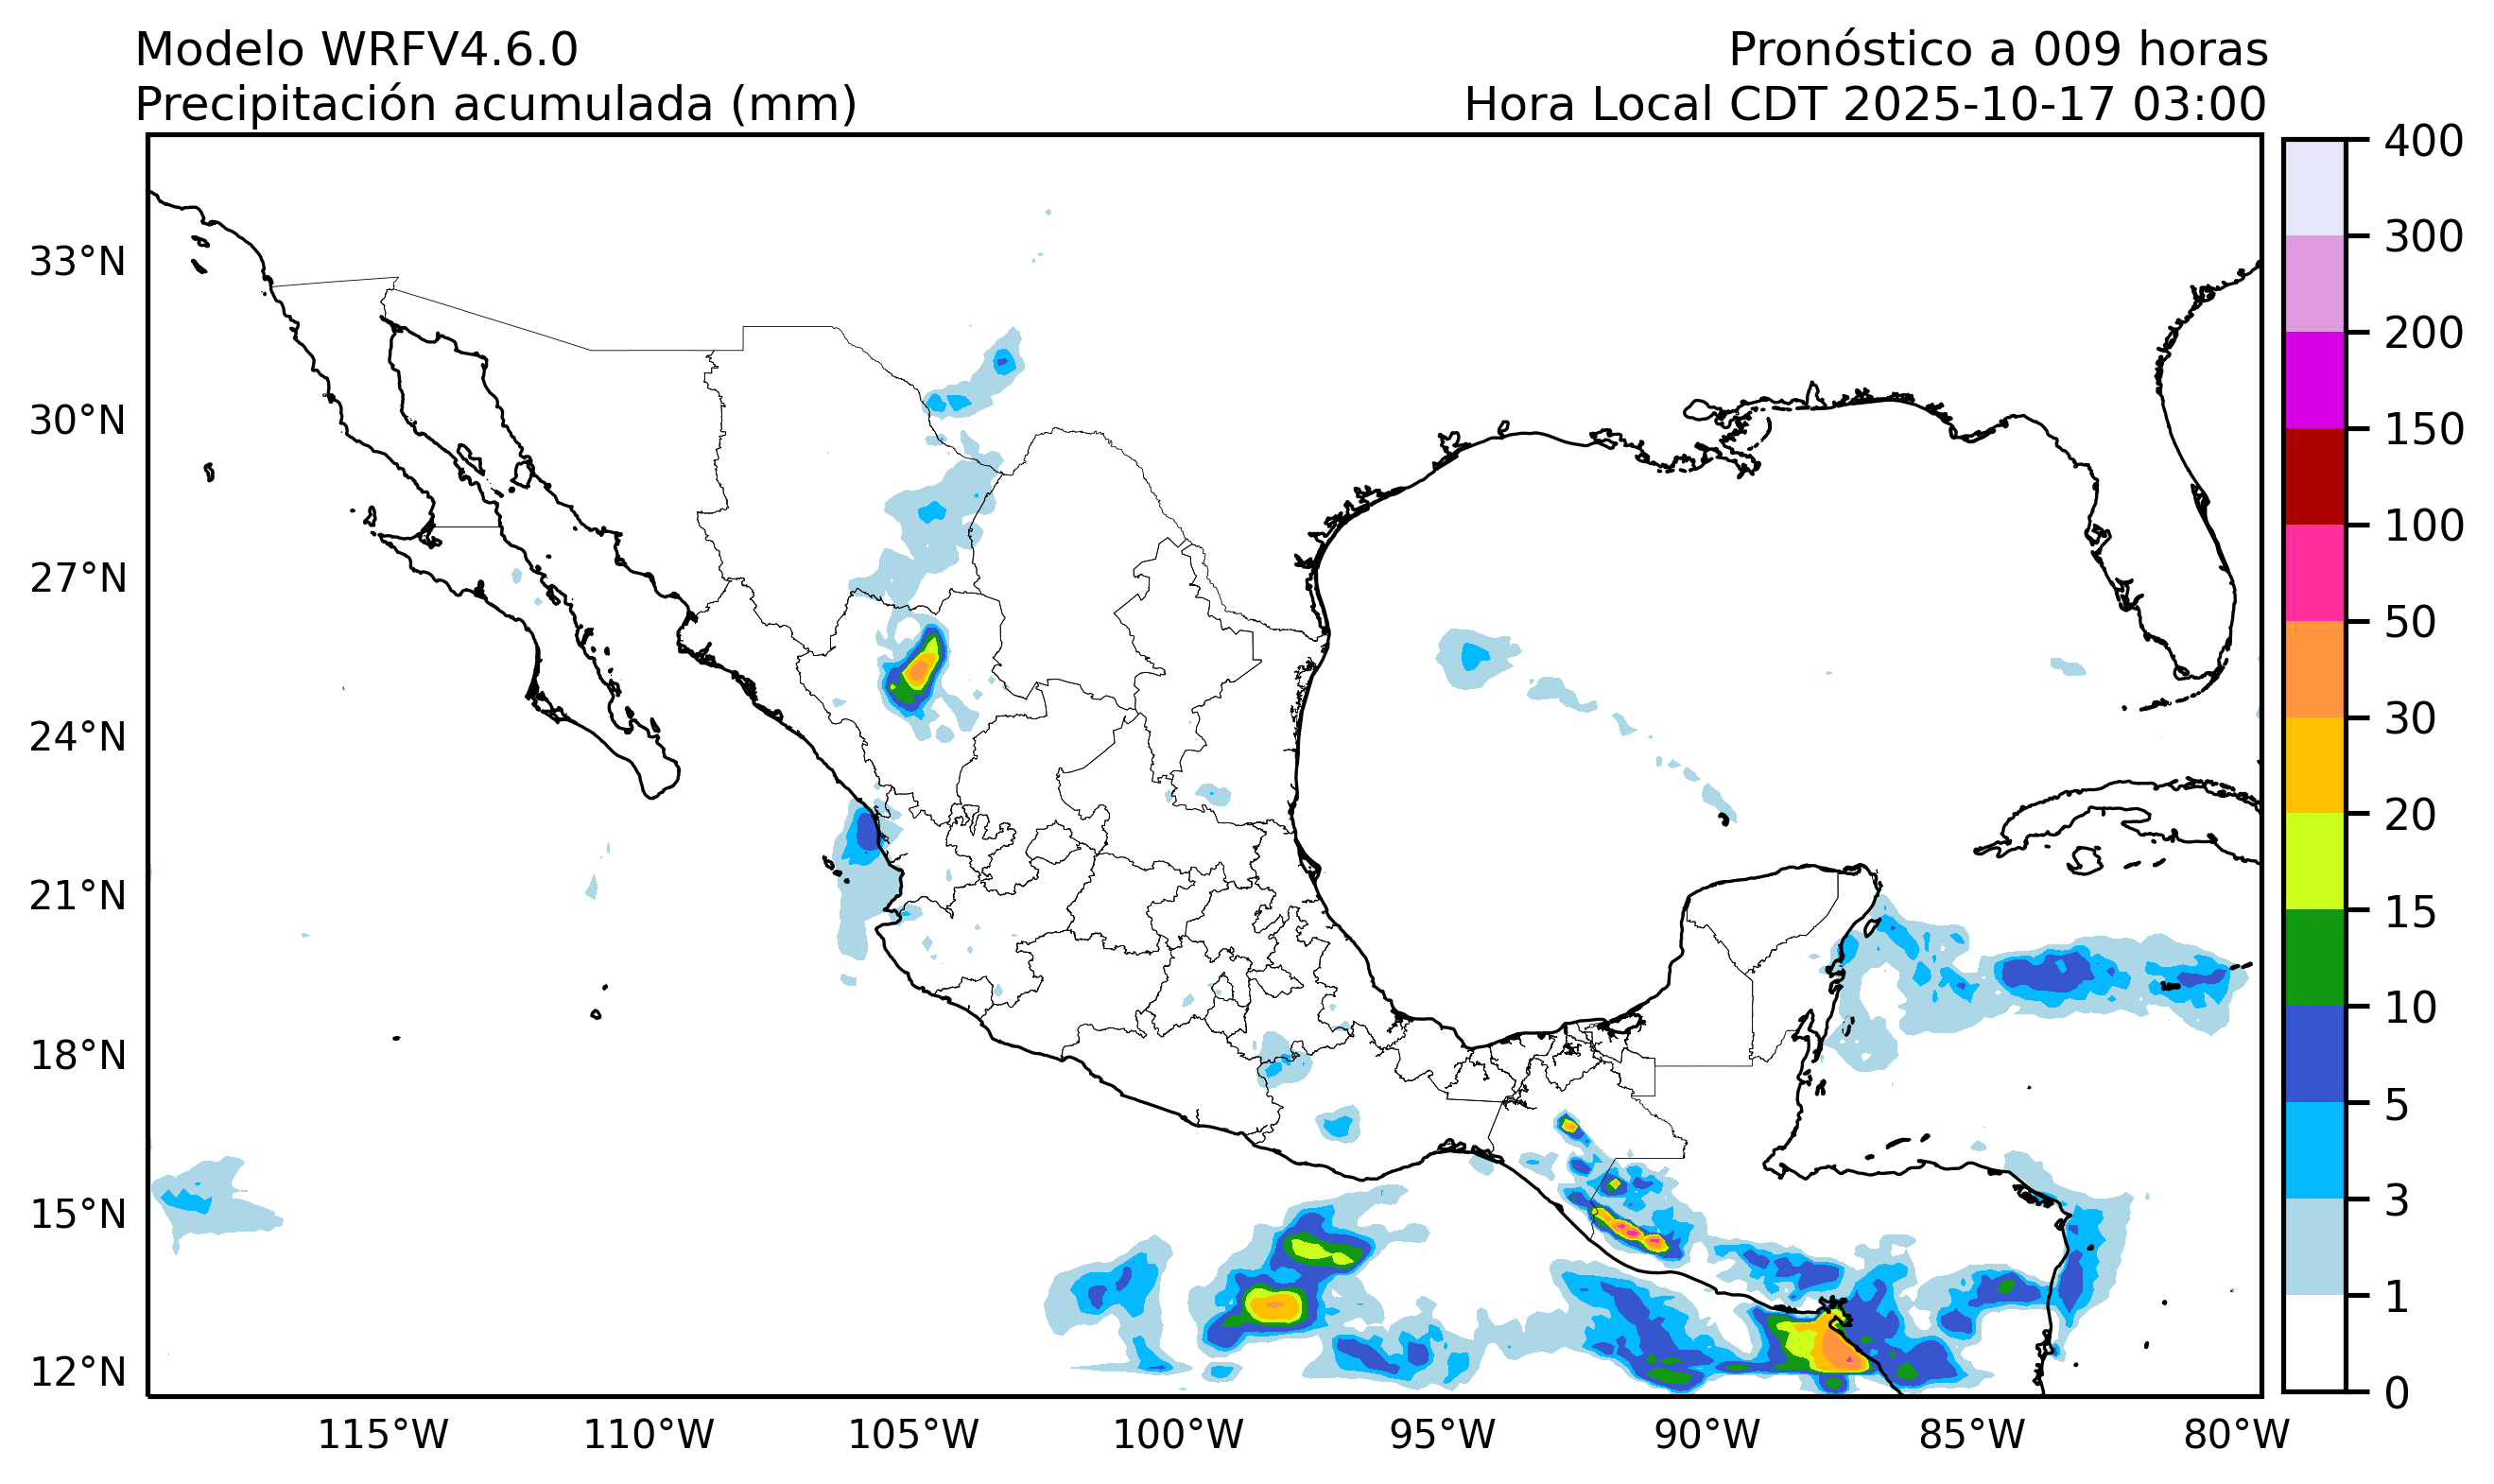 Modelo WRFV4.6.0
Pronóstico a 009 horas
Precipitación acumulada (mm)
Hora Local CDT 2025-10-17 03:00
33°N
30°N
27°N
24°N
21°N
18°N
15°N
12°N
115°W
110°W
105°W
100°W
95°W
90°W
85°W
80°W
400
300
200
150
100
50
30
20
15
10
5
3
1
0